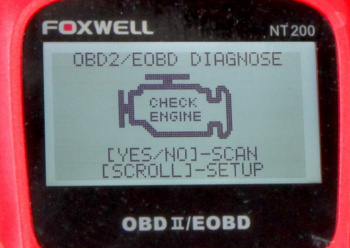 FOXWELL NT200
OBD2/EOBD DIAGNOSE
CHECK
ENGINE
[YES/NO]-SCAN
[SCROLL]-SETUP
OBD II/EOBD